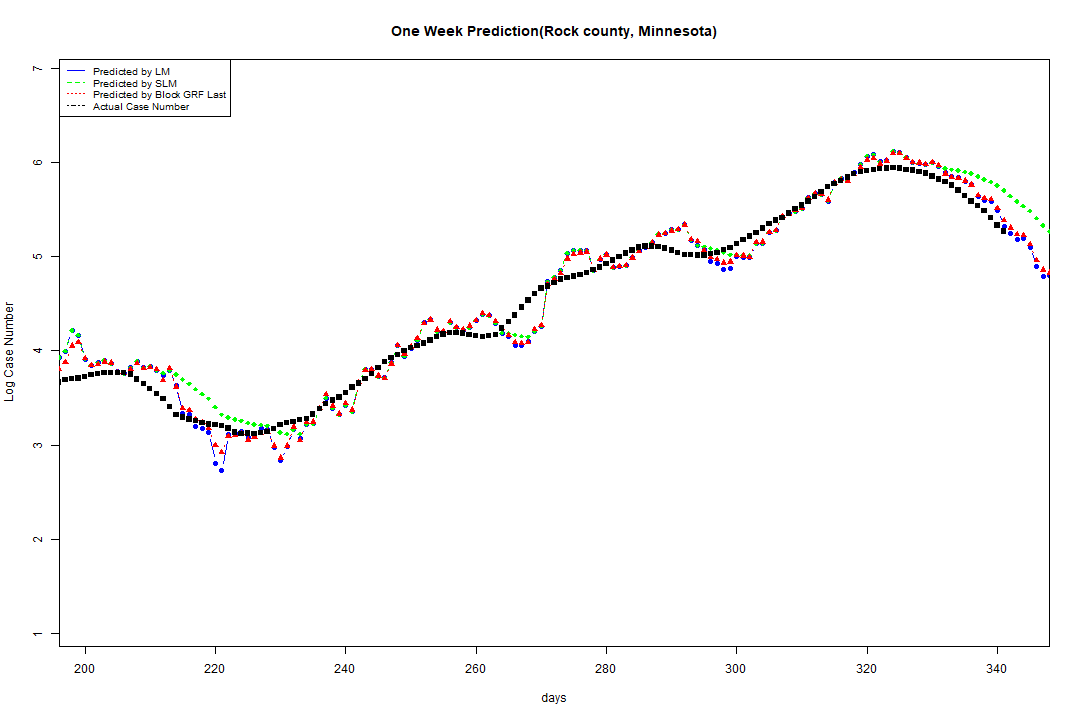 One Week Prediction(Rock county, Minnesota)
Predicted by LM
Predicted by SLM
Predicted by Block GRF Last
Actual Case Number
7
6
5
4
3
2
1
Log Case Number
200 220 240 260 280 300 320 340
days